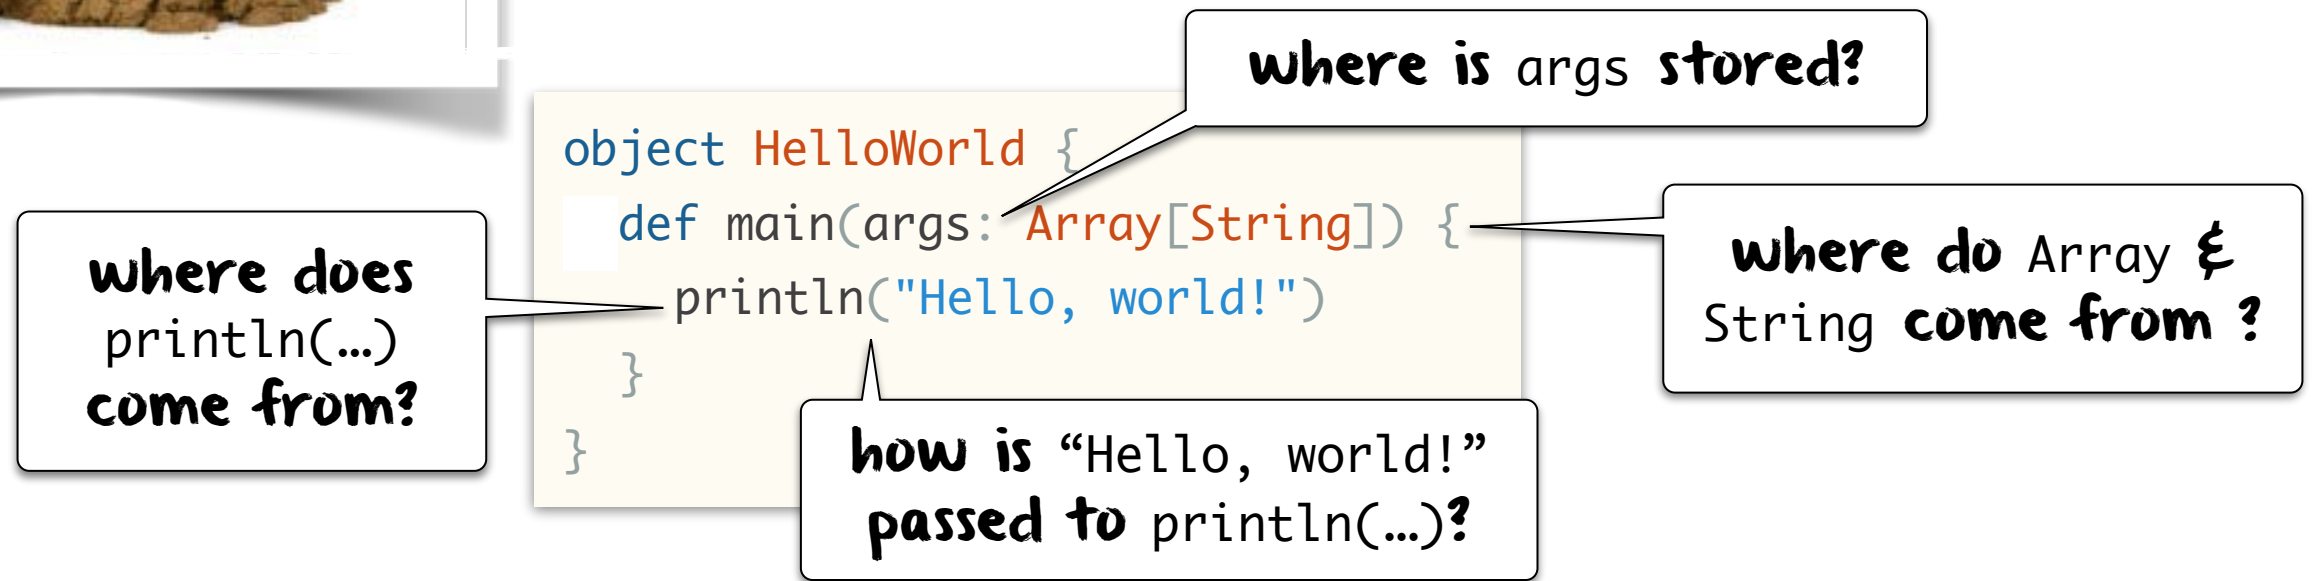 where is args stored?
object HelloWorld {
def main(args: Array[String]) {
println("Hello, world!")
}
}
where does
println(…)
come from?
where do Array &
String come from ?
how is “Hello, world!”
passed to println(…)?